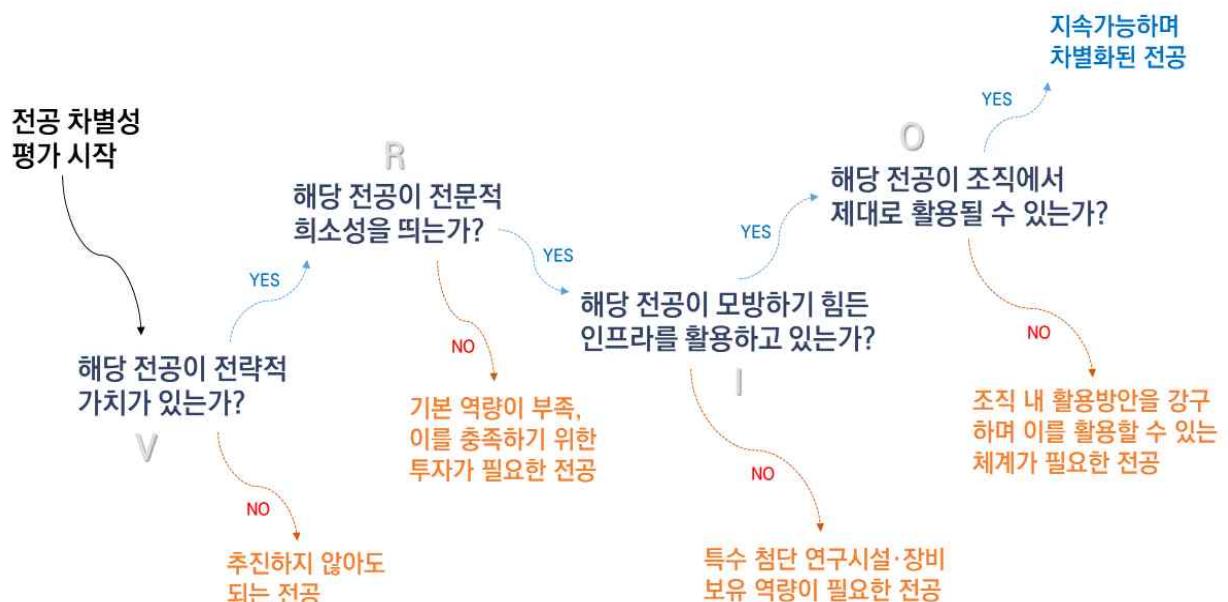 지속가능하며
차별화된 전공
YES
전공 차별성
평가 시작
R
O
해당 전공이 전문적
희소성을 띄는가?
해당 전공이 조직에서
제대로 활용될 수 있는가?
YES
YES
YES
해당 전공이 모방하기 힘든
인프라를 활용하고 있는가?
NO
NO
해당 전공이 전략적
가치가 있는가?
I
V
기본 역량이 부족,
이를 충족하기 위한
투자가 필요한 전공
조직 내 활용방안을 강구
하며 이를 활용할 수 있는
체계가 필요한 전공
NO
NO
추진하지 않아도
되는 전공
특수 첨단 연구시설·장비
보유 역량이 필요한 전공